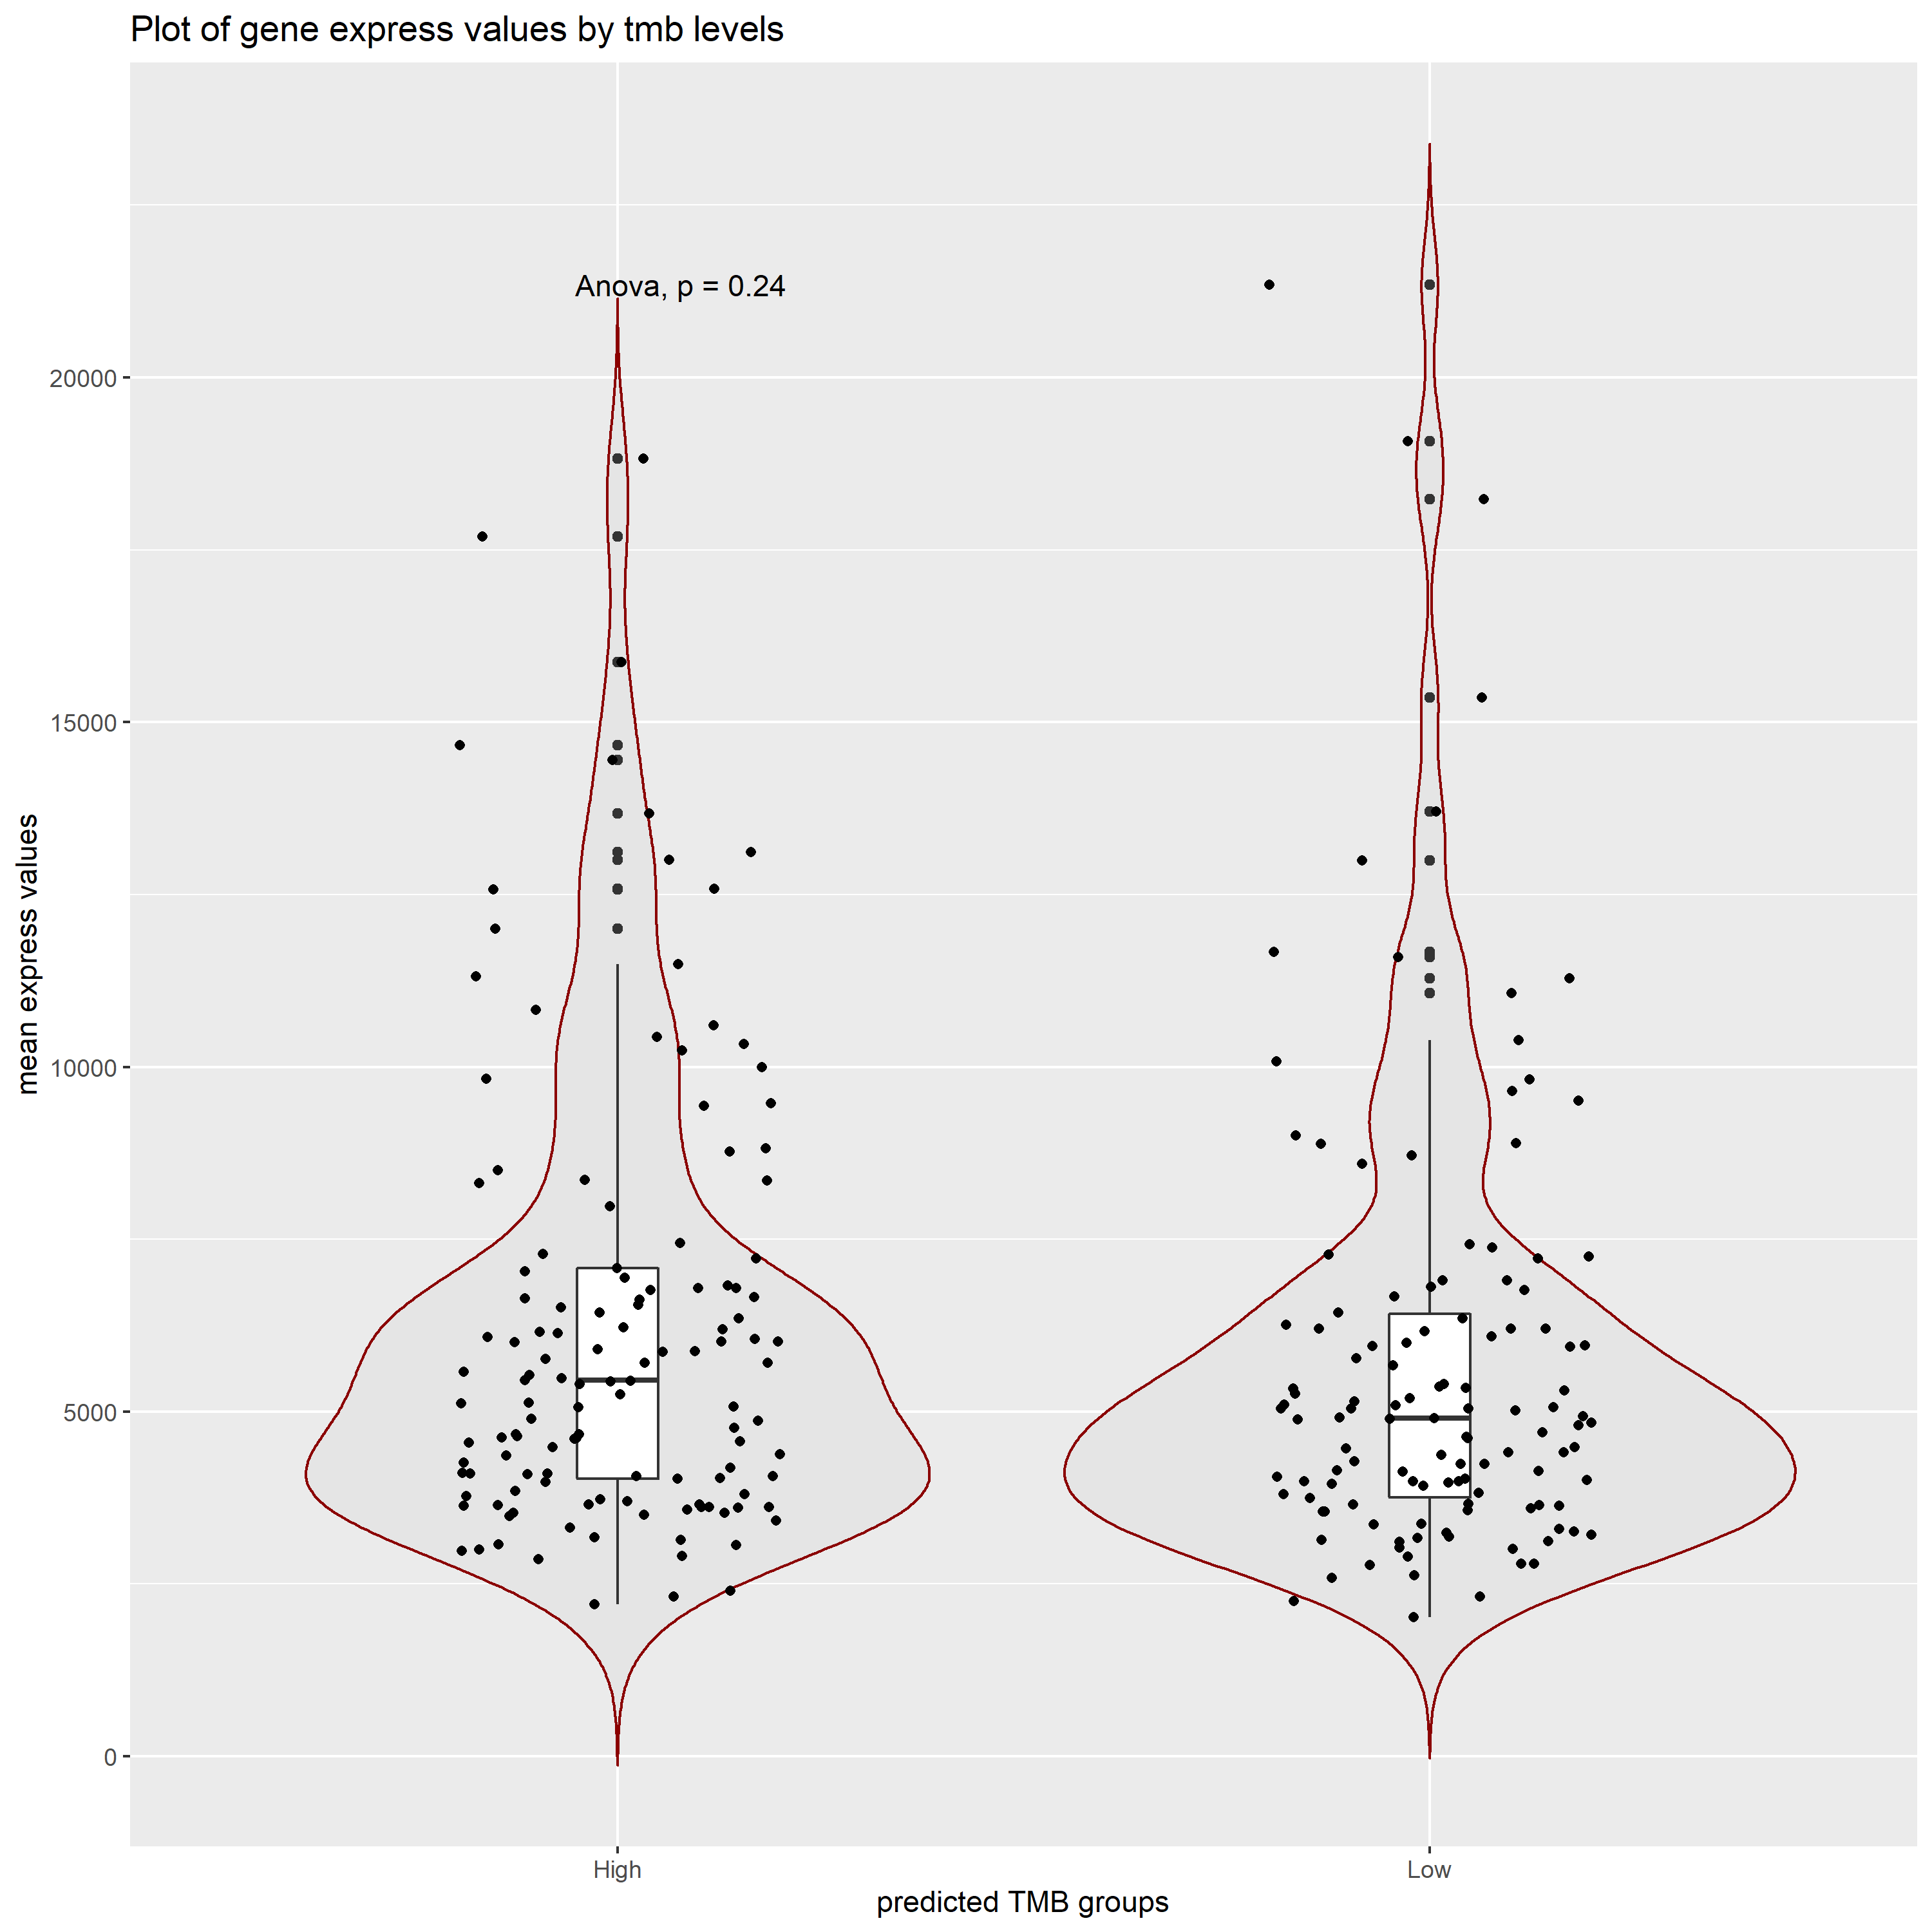 Plot of gene express values by tmb levels
Anova, p = 0.24
20000
15000
10000
5000
0
mean express values
High
Low
predicted TMB groups